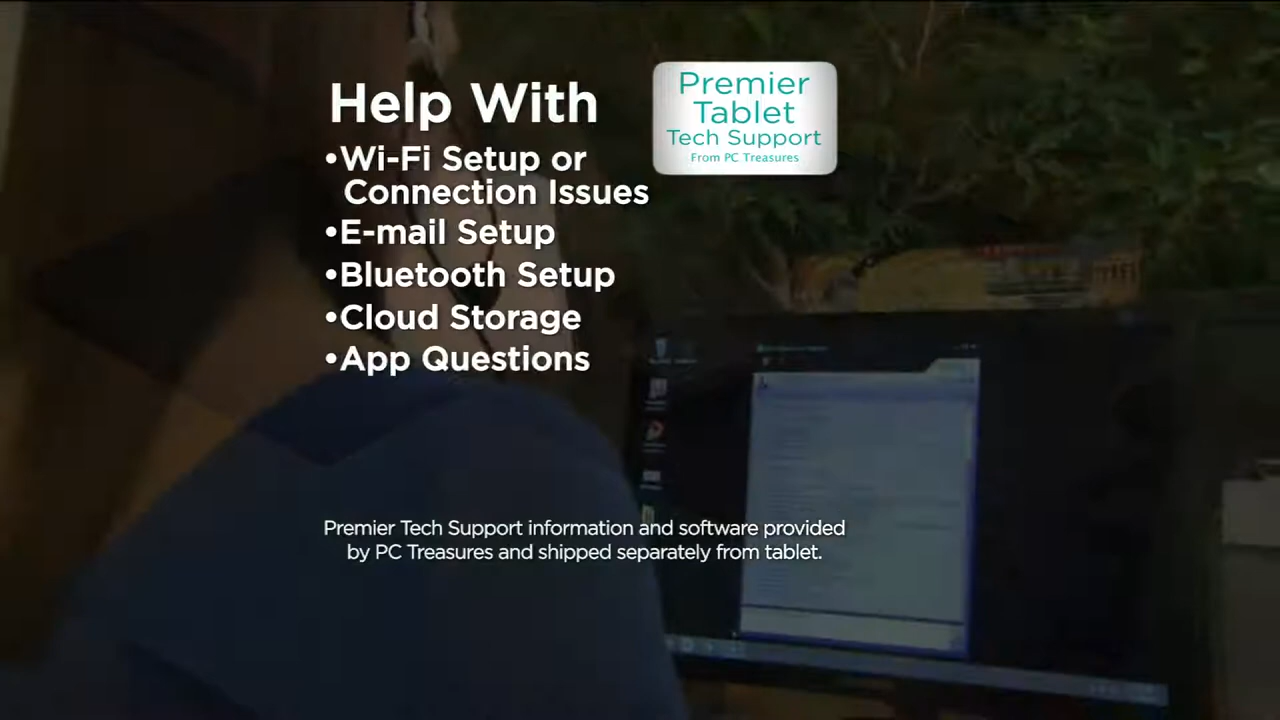 Help With
Premier
Tablet
Tech Support
From PC Treasures
•Wi-Fi Setup or
Connection Issues
•E-mail Setup
•Bluetooth Setup
•Cloud Storage
•App Questions
Premier Tech Support information and software provided
by PC Treasures and shipped separately from tablet.